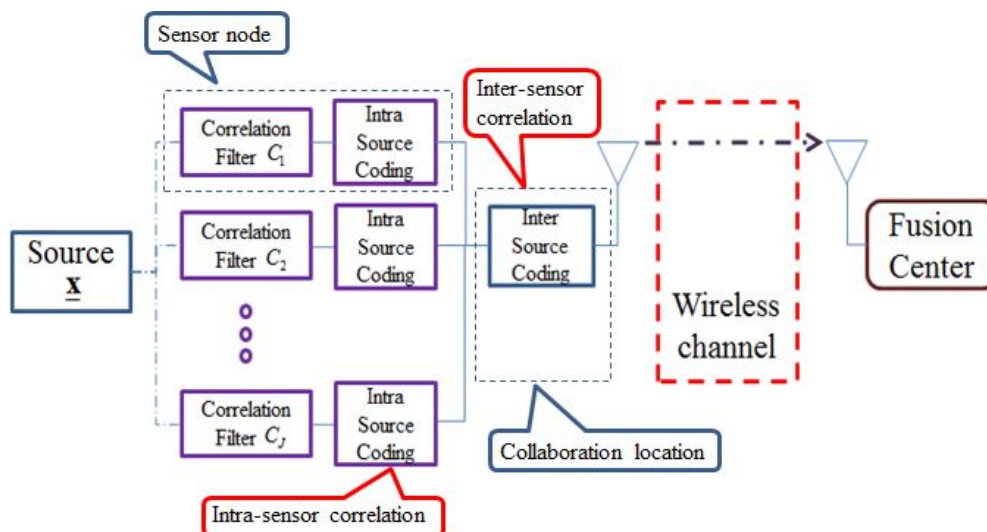 Sensor node
Inter-sensor
correlation
Correlation
Filter C₁
Intra
Source
Coding
Source
x
Correlation
Filter C₂
Intra
Source
Coding
Inter
Source
Coding
Fusion
Center
Wireless
channel
Correlation
Filter C_J
Intra
Source
Coding
Collaboration location
Intra-sensor correlation